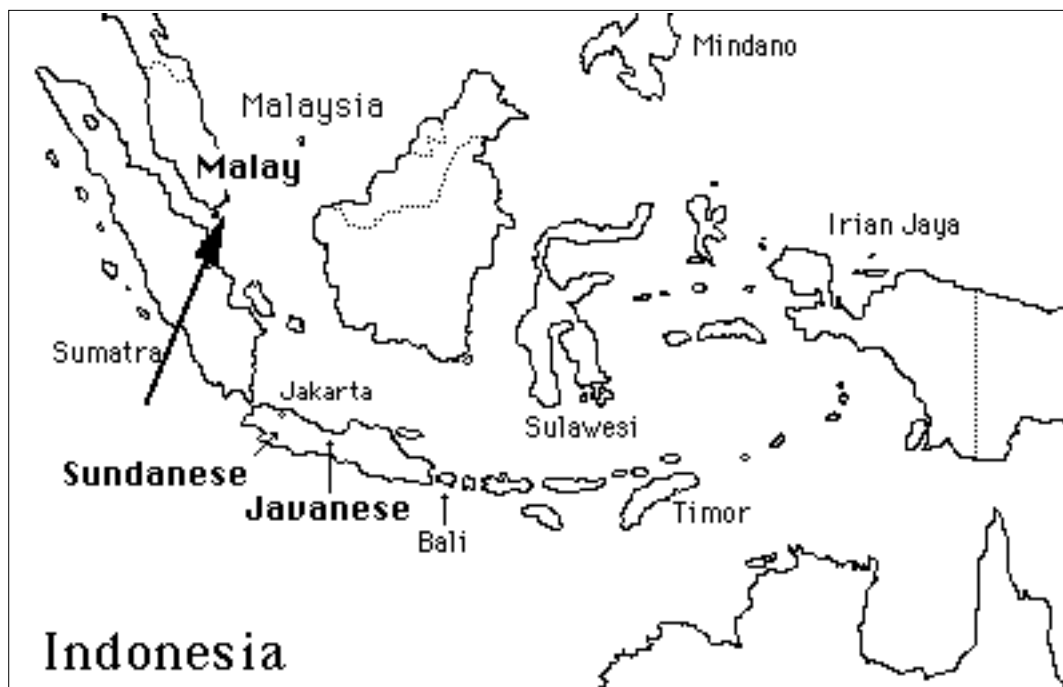 Mindano
Malaysia
Malay
Irian Jaya
Sumatra
Jakarta
Sulawesi
Sundanese
Javanese
Timor
Bali
Indonesia